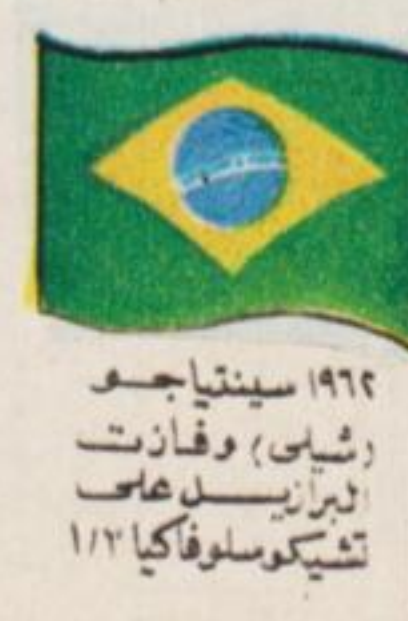 ١٩٦٢ سينتياجو
(شيلى) وفازت
البرازيل على
تشيكوسلوفاكيا ١/٣